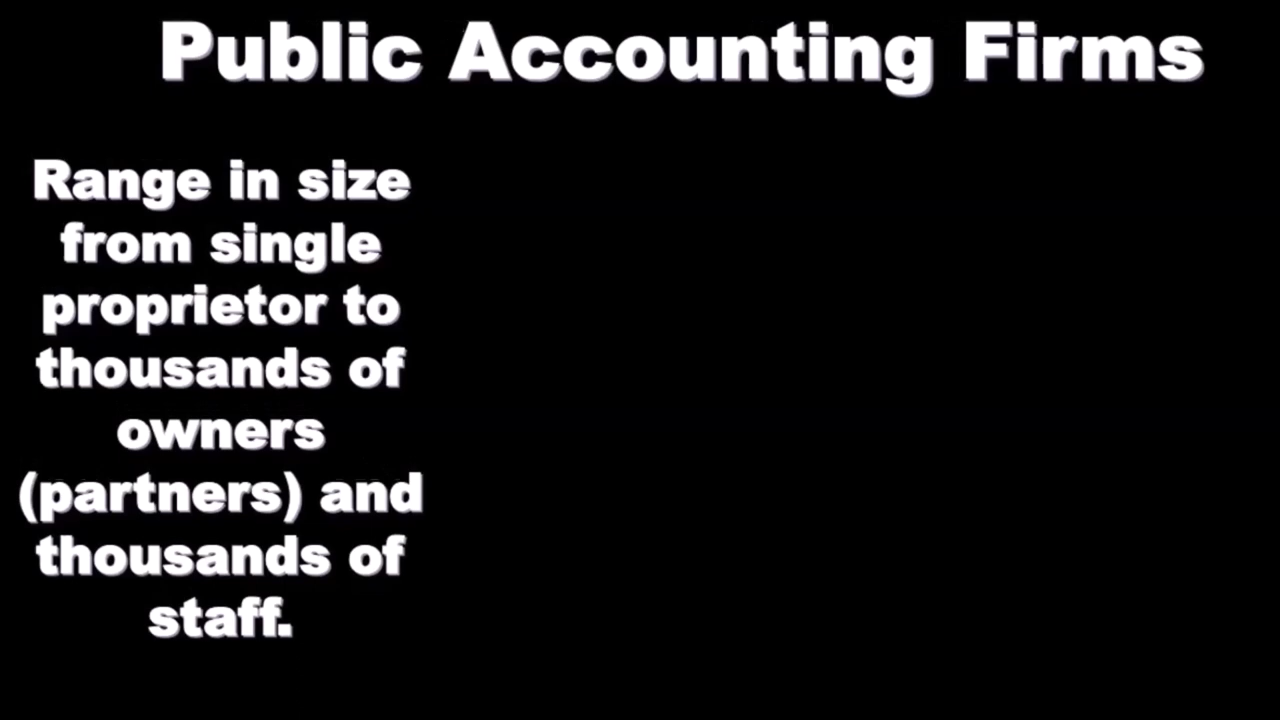 Public Accounting Firms
Range in size
from single
proprietor to
thousands of
owners
(partners) and
thousands of
staff.